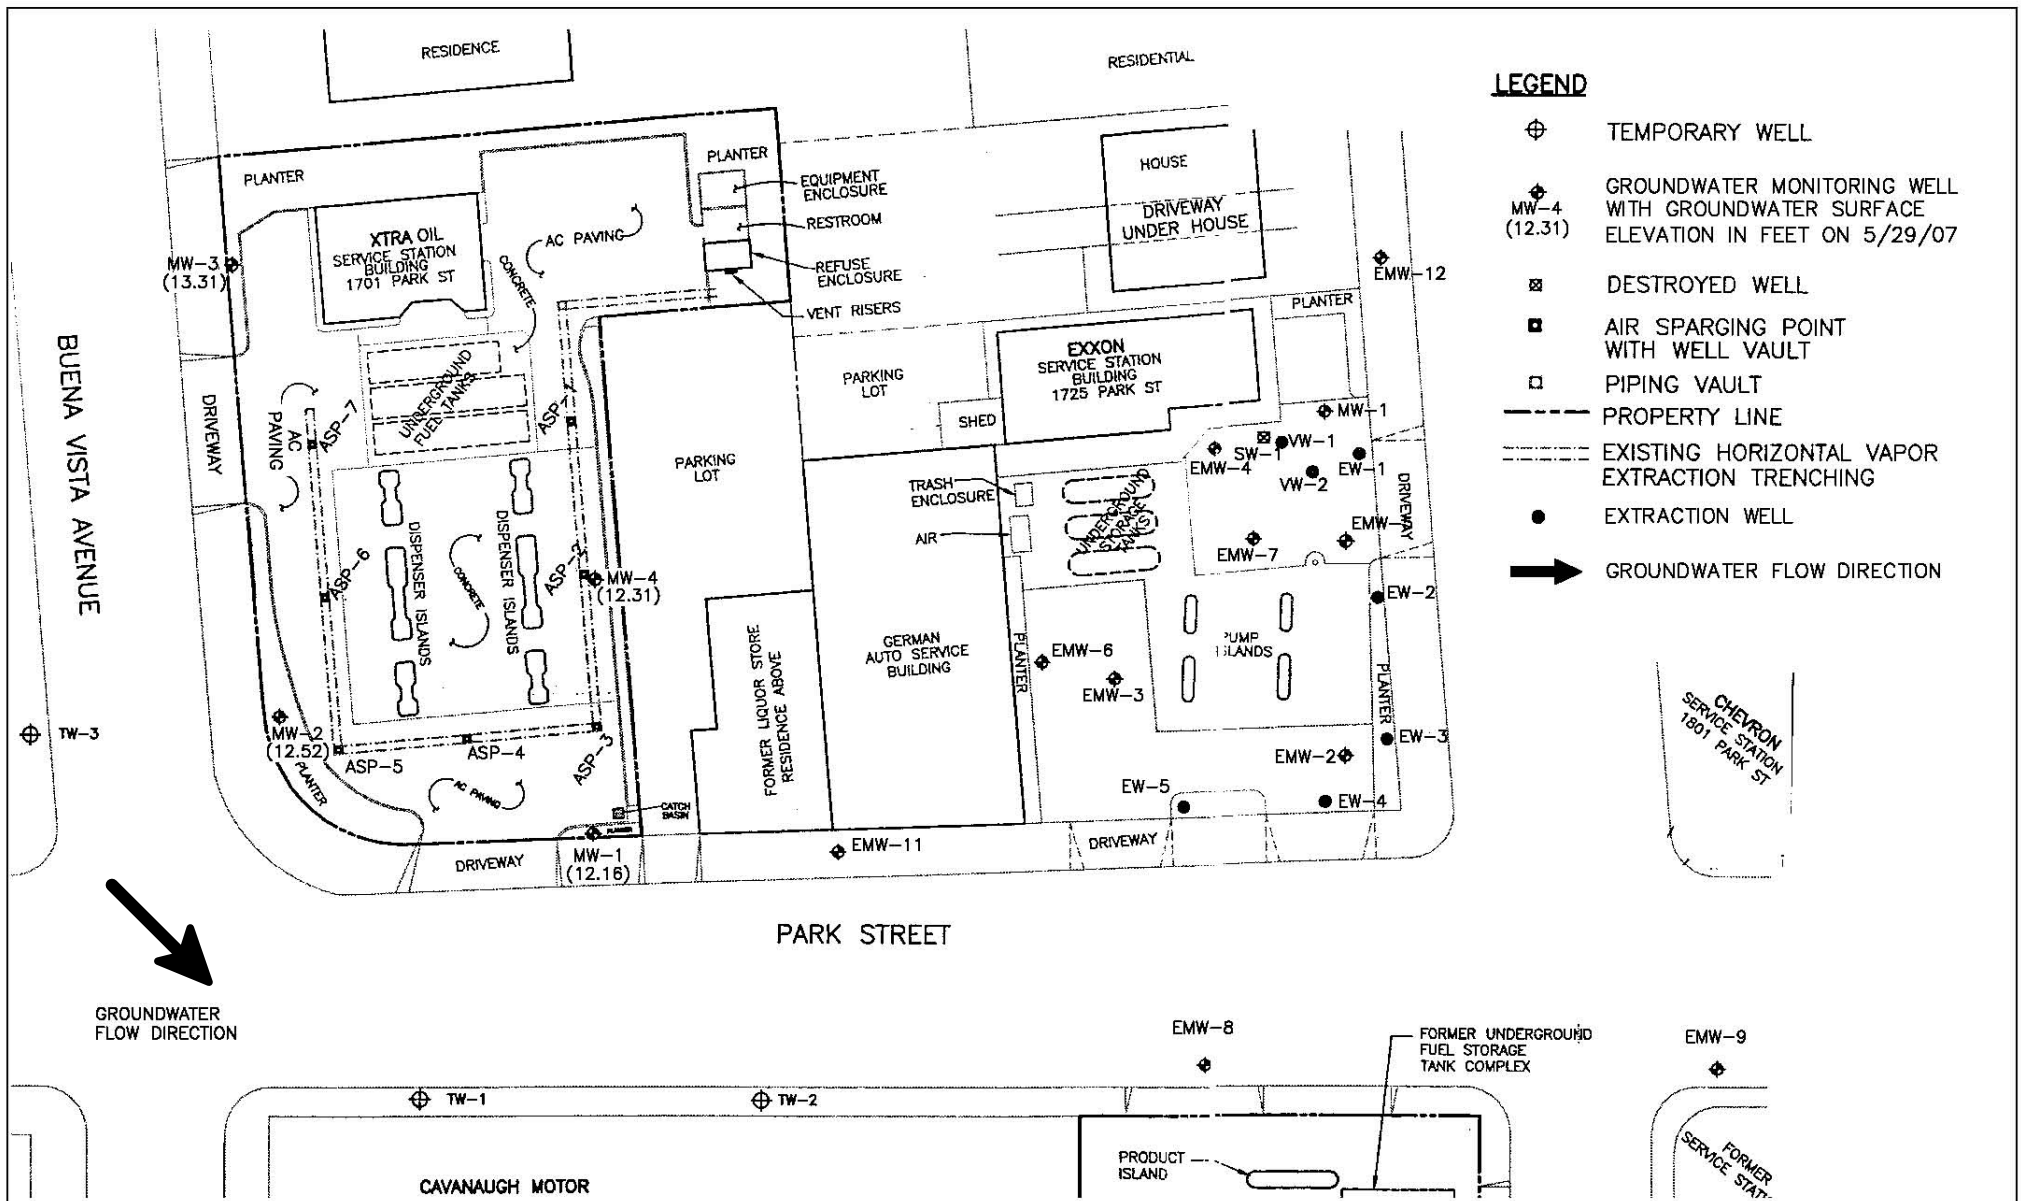 RESIDENCE
RESIDENTIAL
LEGEND
TEMPORARY WELL
GROUNDWATER MONITORING WELL
WITH GROUNDWATER SURFACE
ELEVATION IN FEET ON 5/29/07
MW-4
(12.31)
DESTROYED WELL
AIR SPARGING POINT
WITH WELL VAULT
PIPING VAULT
PROPERTY LINE
EXISTING HORIZONTAL VAPOR
EXTRACTION TRENCHING
EXTRACTION WELL
GROUNDWATER FLOW DIRECTION
PLANTER
PLANTER
EQUIPMENT
ENCLOSURE
RESTROOM
REFUSE
ENCLOSURE
VENT RISERS
HOUSE
DRIVEWAY
UNDER HOUSE
XTRA OIL
SERVICE STATION
BUILDING
1701 PARK ST
AC PAVING
CONCRETE
MW-3
(13.31)
EMW-12
PLANTER
BUENA VISTA AVENUE
DRIVEWAY
AC
PAVING
ASP-7
UNDERGROUND
FUEL TANKS
ASP-1
PARKING
LOT
PARKING
LOT
SHED
EXXON
SERVICE STATION
BUILDING
1725 PARK ST
MW-1
VW-1
SW-1
EMW-4
EW-1
VW-2
DRIVEWAY
TRASH
ENCLOSURE
AIR
UNDERGROUND
STORAGE
TANKS
EMW-7
EW-2
ASP-6
DISPENSER ISLANDS
CONCRETE
DISPENSER ISLANDS
ASP-2
MW-4
(12.31)
FORMER LIQUOR STORE
RESIDENCE ABOVE
GERMAN
AUTO SERVICE
BUILDING
PLANTER
EMW-6
EMW-3
PUMP
ISLANDS
PLANTER
EW-3
EMW-2
EW-5
EW-4
CHEVRON
SERVICE STATION
1801 PARK ST
TW-3
MW-2
(12.52)
PLANTER
ASP-5
ASP-4
ASP-3
AC PAVING
CATCH
BASIN
PLANTER
DRIVEWAY
MW-1
(12.16)
EMW-11
DRIVEWAY
PARK STREET
GROUNDWATER
FLOW DIRECTION
EMW-8
FORMER UNDERGROUND
FUEL STORAGE
TANK COMPLEX
EMW-9
TW-1
TW-2
PRODUCT
ISLAND
CAVANAUGH MOTOR
FORMER
SERVICE